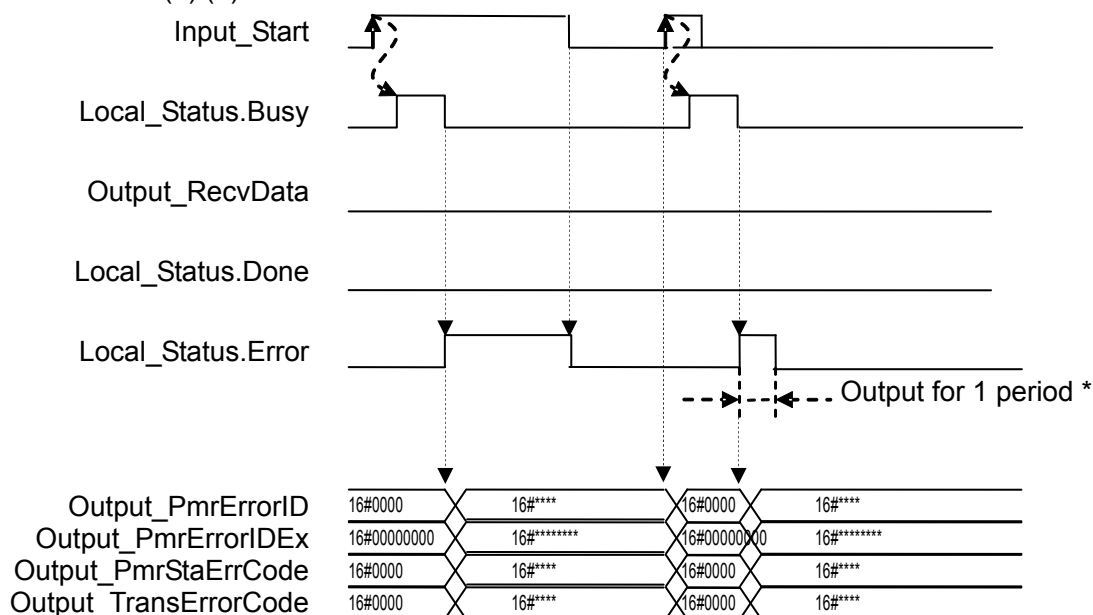 Input_Start
Local_Status.Busy
Output_RecvData
Local_Status.Done
Local_Status.Error
Output for 1 period *
Output_PmrErrorID 16#0000 16#**** 16#0000 16#****
Output_PmrErrorIDEx 16#00000000 16#******** 16#00000000 16#********
Output_PmrStaErrCode 16#0000 16#**** 16#0000 16#****
Output_TransErrorCode 16#0000 16#**** 16#0000 16#****